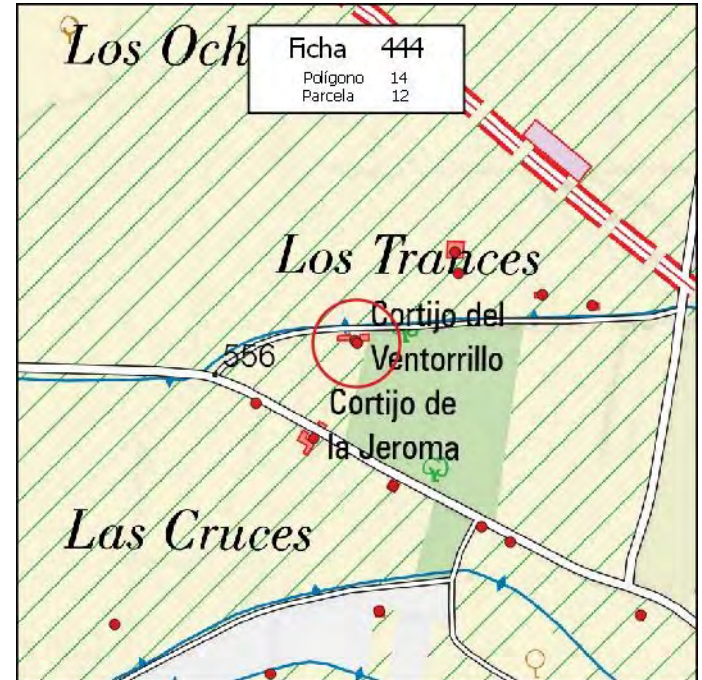 Los Och
Ficha 444
Polígono 14
Parcela 12
Los Trances
Cortijo del
Ventorrillo
556
Cortijo de
la Jeroma
Las Cruces